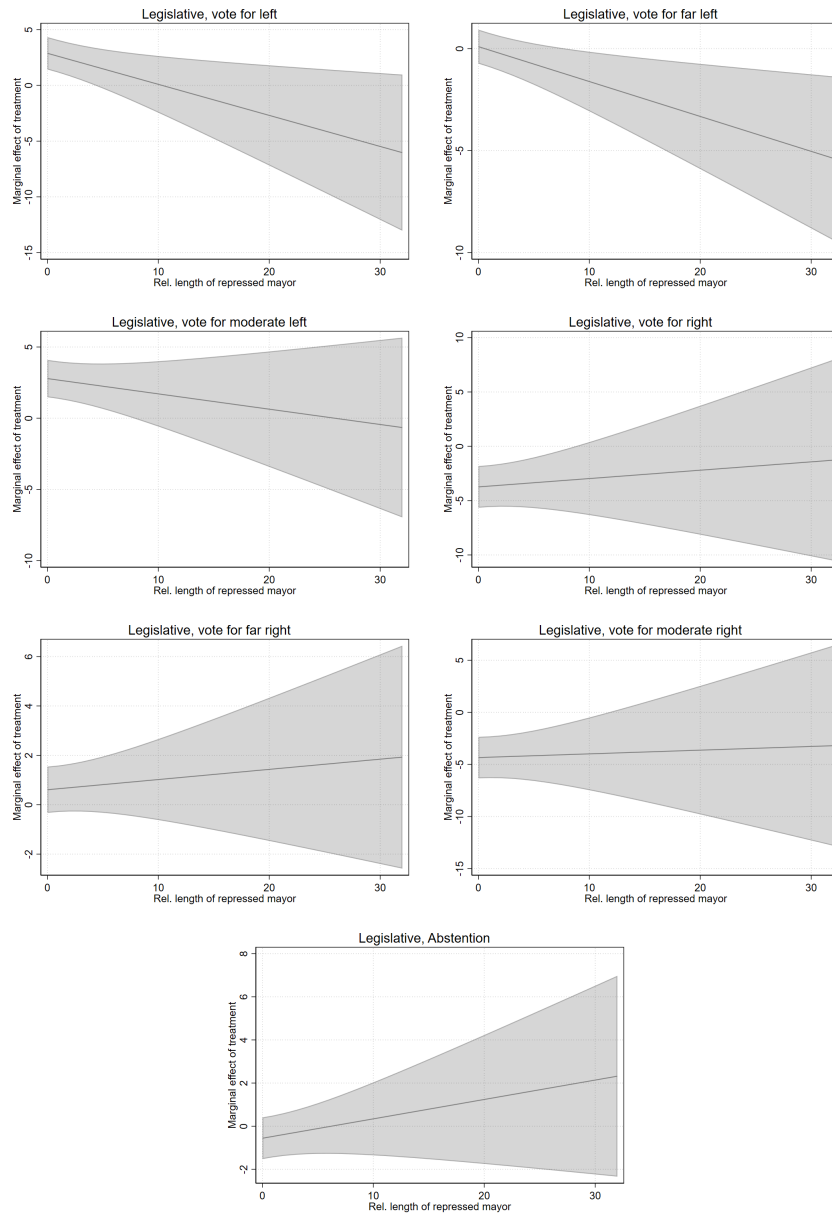 Legislative, vote for left
Marginal effect of treatment
5
0
-5
-10
-15
0 10 20 30
Rel. length of repressed mayor
Legislative, vote for far left
Marginal effect of treatment
0
-5
-10
0 10 20 30
Rel. length of repressed mayor
Legislative, vote for moderate left
Marginal effect of treatment
5
0
-5
-10
0 10 20 30
Rel. length of repressed mayor
Legislative, vote for right
Marginal effect of treatment
10
5
0
-5
-10
0 10 20 30
Rel. length of repressed mayor
Legislative, vote for far right
Marginal effect of treatment
6
4
2
0
-2
0 10 20 30
Rel. length of repressed mayor
Legislative, vote for moderate right
Marginal effect of treatment
5
0
-5
-10
-15
0 10 20 30
Rel. length of repressed mayor
Legislative, Abstention
Marginal effect of treatment
8
6
4
2
0
-2
0 10 20 30
Rel. length of repressed mayor